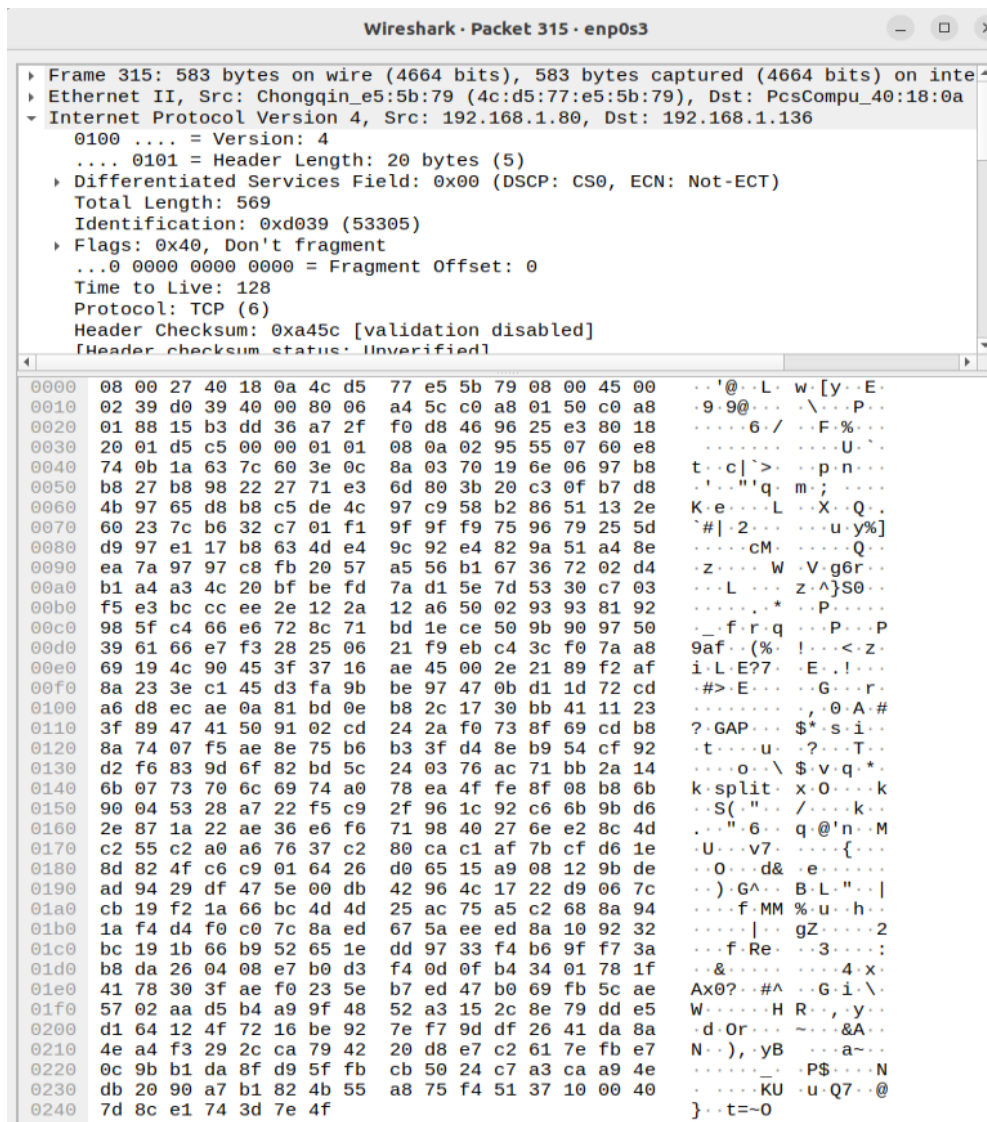 Wireshark · Packet 315 · enp0s3
Frame 315: 583 bytes on wire (4664 bits), 583 bytes captured (4664 bits) on inte
Ethernet II, Src: Chongqin_e5:5b:79 (4c:d5:77:e5:5b:79), Dst: PcsCompu_40:18:0a
Internet Protocol Version 4, Src: 192.168.1.80, Dst: 192.168.1.136
0100 .... = Version: 4
.... 0101 = Header Length: 20 bytes (5)
Differentiated Services Field: 0x00 (DSCP: CS0, ECN: Not-ECT)
Total Length: 569
Identification: 0xd039 (53305)
Flags: 0x40, Don't fragment
...0 0000 0000 0000 = Fragment Offset: 0
Time to Live: 128
Protocol: TCP (6)
Header Checksum: 0xa45c [validation disabled]
[Header checksum status: Unverified]
0000 08 00 27 40 18 0a 4c d5 77 e5 5b 79 08 00 45 00 ··'@··L· w·[y··E·
0010 02 39 d0 39 40 00 80 06 a4 5c c0 a8 01 50 c0 a8 ·9·9@··· ·\···P··
0020 01 88 15 b3 dd 36 a7 2f f0 d8 46 96 25 e3 80 18 ·····6·/ ··F·%···
0030 20 01 d5 c5 00 00 01 01 08 0a 02 95 55 07 60 e8  ······· ····U·`·
0040 74 0b 1a 63 7c 60 3e 0c 8a 03 70 19 6e 06 97 b8 t··c|`>· ··p·n···
0050 b8 27 b8 98 22 27 71 e3 6d 80 3b 20 c3 0f b7 d8 ·'··"'q· m·; ····
0060 4b 97 65 d8 b8 c5 de 4c 97 c9 58 b2 86 51 13 2e K·e····L ··X··Q·.
0070 60 23 7c b6 32 c7 01 f1 9f 9f f9 75 96 79 25 5d `#|·2··· ···u·y%]
0080 d9 97 e1 17 b8 63 4d e4 9c 92 e4 82 9a 51 a4 8e ·····cM· ·····Q··
0090 ea 7a 97 97 c8 fb 20 57 a5 56 b1 67 36 72 02 d4 ·z···· W ·V·g6r··
00a0 b1 a4 a3 4c 20 bf be fd 7a d1 5e 7d 53 30 c7 03 ···L ··· z·^}S0··
00b0 f5 e3 bc cc ee 2e 12 2a 12 a6 50 02 93 93 81 92 ·····.·* ··P·····
00c0 98 5f c4 66 e6 72 8c 71 bd 1e ce 50 9b 90 97 50 ·_·f·r·q ···P···P
00d0 39 61 66 e7 f3 28 25 06 21 f9 eb c4 3c f0 7a a8 9af··(%· !···<·z·
00e0 69 19 4c 90 45 3f 37 16 ae 45 00 2e 21 89 f2 af i·L·E?7· ·E·.!···
00f0 8a 23 3e c1 45 d3 fa 9b be 97 47 0b d1 1d 72 cd ·#>·E··· ··G···r·
0100 a6 d8 ec ae 0a 81 bd 0e b8 2c 17 30 bb 41 11 23 ········ ·,·0·A·#
0110 3f 89 47 41 50 91 02 cd 24 2a f0 73 8f 69 cd b8 ?·GAP··· $*·s·i··
0120 8a 74 07 f5 ae 8e 75 b6 b3 3f d4 8e b9 54 cf 92 ·t····u· ·?···T··
0130 d2 f6 83 9d 6f 82 bd 5c 24 03 76 ac 71 bb 2a 14 ····o··\ $·v·q·*·
0140 6b 07 73 70 6c 69 74 a0 78 ea 4f fe 8f 08 b8 6b k·split· x·O····k
0150 90 04 53 28 a7 22 f5 c9 2f 96 1c 92 c6 6b 9b d6 ··S(·"·· /····k··
0160 2e 87 1a 22 ae 36 e6 f6 71 98 40 27 6e e2 8c 4d .··"·6·· q·@'n··M
0170 c2 55 c2 a0 a6 76 37 c2 80 ca c1 af 7b cf d6 1e ·U···v7· ····{···
0180 8d 82 4f c6 c9 01 64 26 d0 65 15 a9 08 12 9b de ··O···d& ·e······
0190 ad 94 29 df 47 5e 00 db 42 96 4c 17 22 d9 06 7c ··)·G^·· B·L·"··|
01a0 cb 19 f2 1a 66 bc 4d 4d 25 ac 75 a5 c2 68 8a 94 ····f·MM %·u··h··
01b0 1a f4 d4 f0 c0 7c 8a ed 67 5a ee ed 8a 10 92 32 ·····|·· gZ·····2
01c0 bc 19 1b 66 b9 52 65 1e dd 97 33 f4 b6 9f f7 3a ···f·Re· ··3····:
01d0 b8 da 26 04 08 e7 b0 d3 f4 0d 0f b4 34 01 78 1f ··&····· ····4·x·
01e0 41 78 30 3f ae f0 23 5e b7 ed 47 b0 69 fb 5c ae Ax0?··#^ ··G·i·\·
01f0 57 02 aa d5 b4 a9 9f 48 52 a3 15 2c 8e 79 dd e5 W······H R··,·y··
0200 d1 64 12 4f 72 16 be 92 7e f7 9d df 26 41 da 8a ·d·Or··· ~···&A··
0210 4e a4 f3 29 2c ca 79 42 20 d8 e7 c2 61 7e fb e7 N··),·yB  ···a~··
0220 0c 9b b1 da 8f d9 5f fb cb 50 24 c7 a3 ca a9 4e ······_· ·P$····N
0230 db 20 90 a7 b1 82 4b 55 a8 75 f4 51 37 10 00 40 · ····KU ·u·Q7··@
0240 7d 8c e1 74 3d 7e 4f }··t=~O